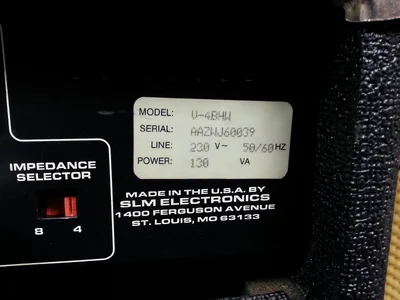 MODEL: V-4BHW
SERIAL: AAZWJ60039
LINE: 230 V~ 50/60 HZ
POWER: 130 VA
IMPEDANCE
SELECTOR
8 4
MADE IN THE U.S.A. BY
SLM ELECTRONICS
1400 FERGUSON AVENUE
ST. LOUIS, MO 63133